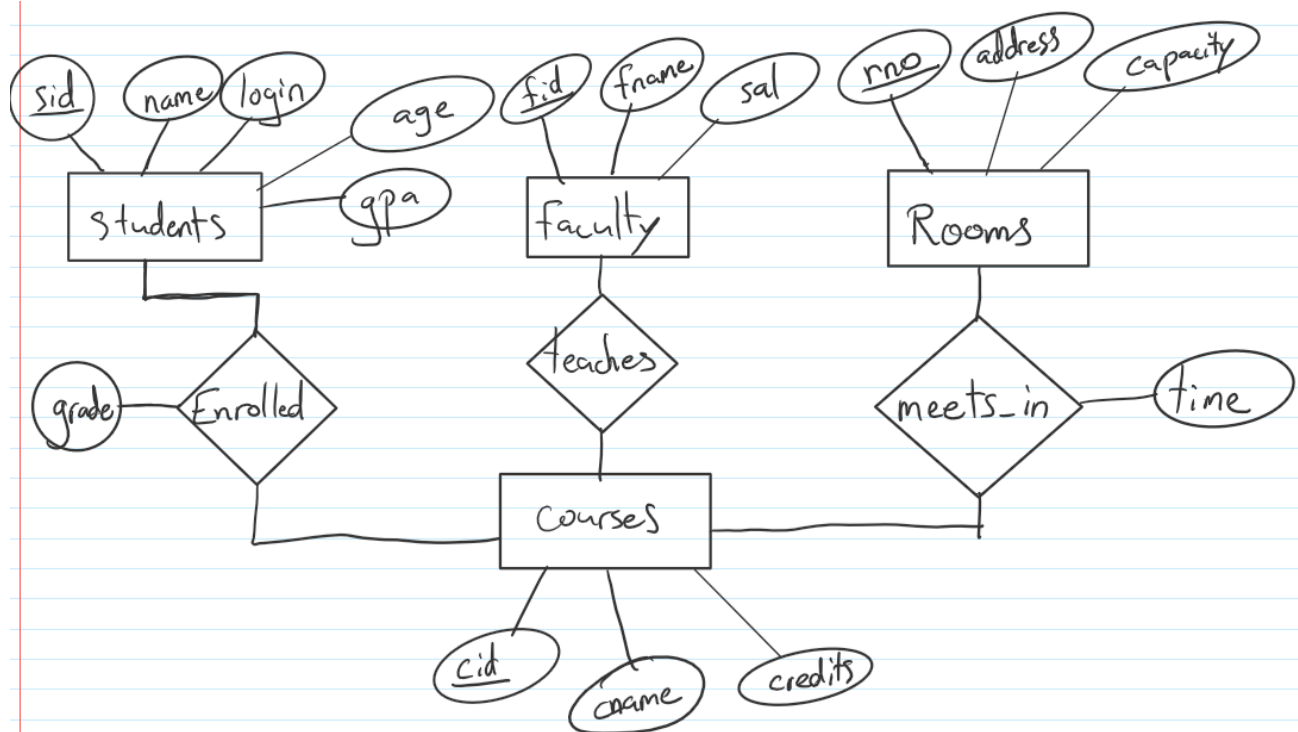 sid
name
login
age
gpa
fid
fname
sal
rno
address
capacity
Students
faculty
Rooms
grade
Enrolled
teaches
meets_in
time
courses
cid
cname
credits